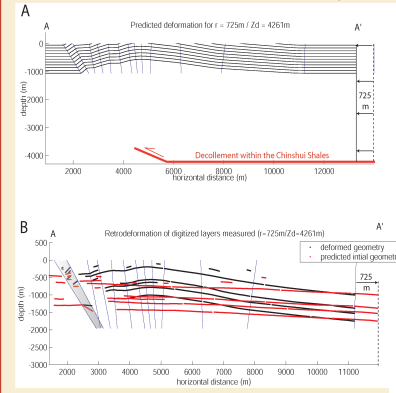 A
Predicted deformation for r = 725m / Zd = 4261m
A
A'
0
-1000
-2000
-3000
-4000
depth (m)
725
m
Decollement within the Chinshui Shales
2000
4000
6000
8000
10000
12000
horizontal distance (m)
B
Retrodeformation of digitized layers measured (r=725m/Zd=4261m)
A
A'
deformed geometry
predicted intial geometr
500
0
-500
-1000
-1500
-2000
-2500
-3000
depth (m)
725
m
2000
3000
4000
5000
6000
7000
8000
9000
10000
11000
horizontal distance (m)